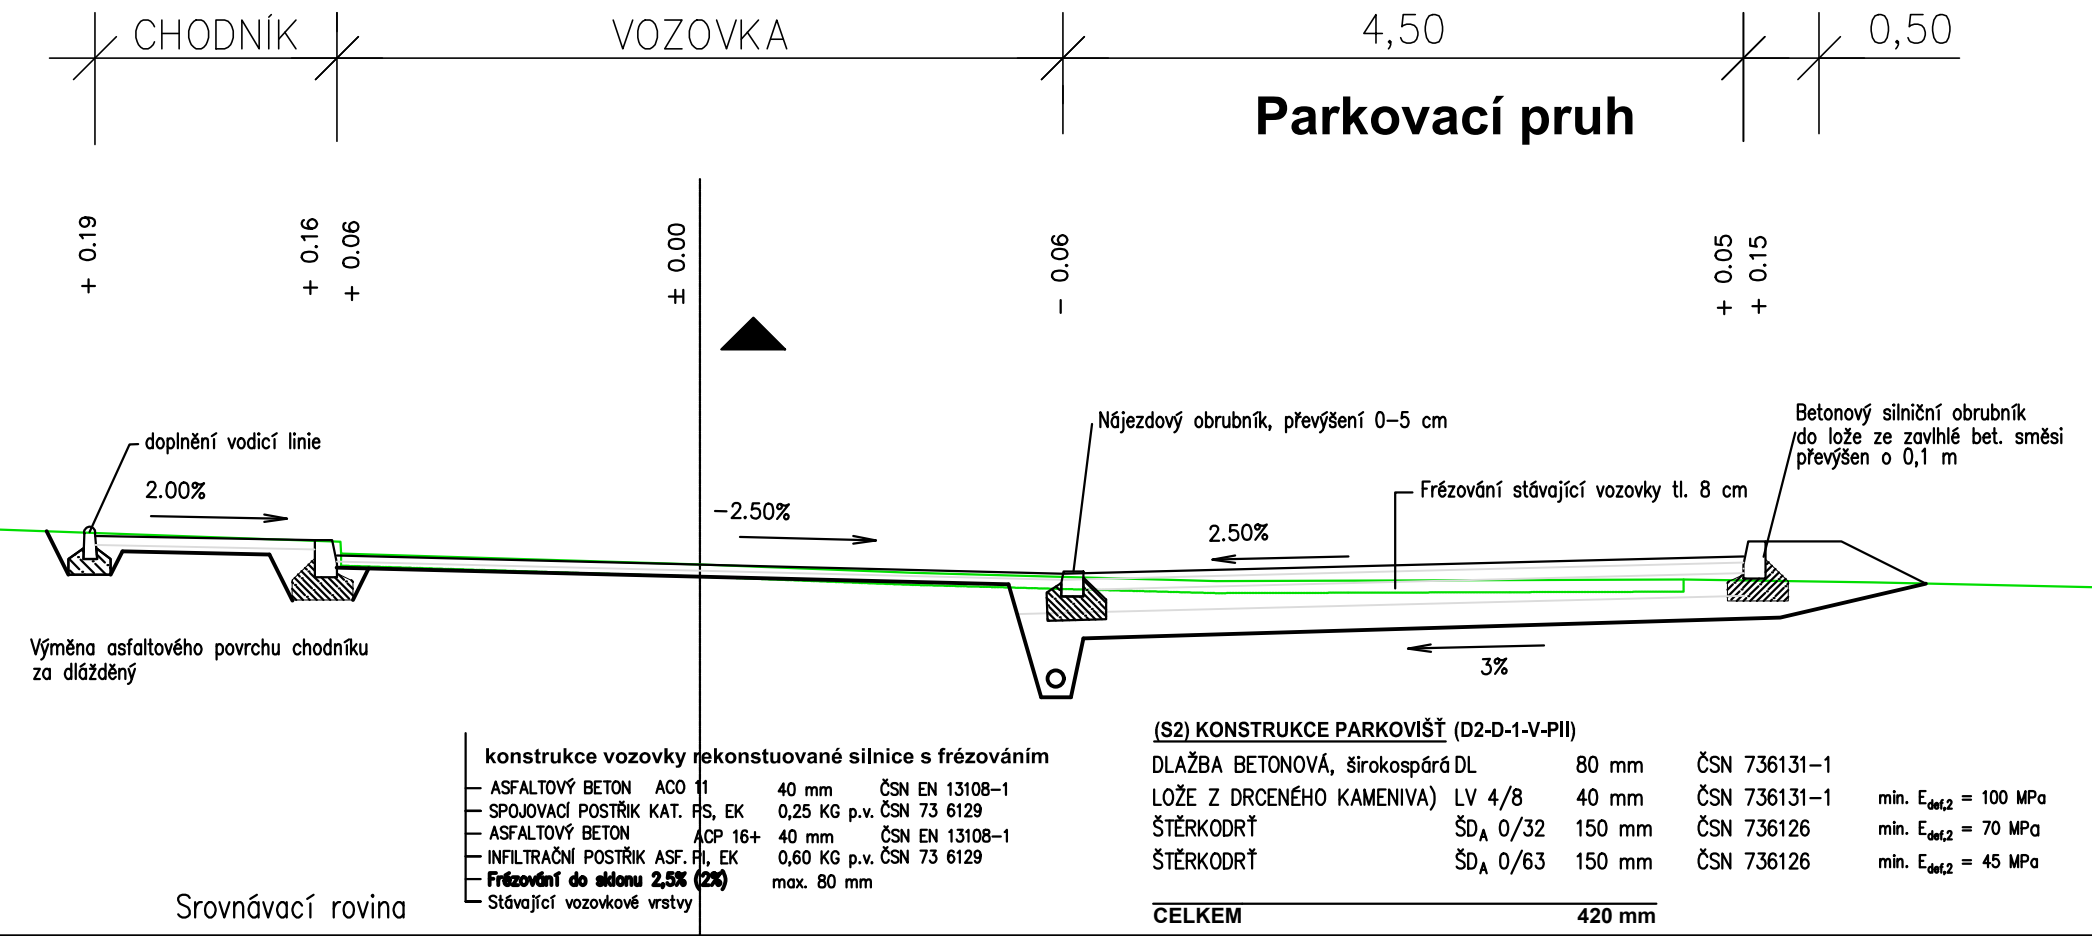 CHODNÍK VOZOVKA 4,50 0,50
Parkovací pruh
+ 0.19
+ 0.16
+ 0.06
± 0.00
- 0.06
+ 0.05
+ 0.15
doplnění vodicí linie
2.00%
-2.50%
Nájezdový obrubník, převýšení 0-5 cm
2.50%
Frézování stávající vozovky tl. 8 cm
Betonový silniční obrubník
do lože ze zavlhlé bet. směsi
převýšen o 0,1 m
Výměna asfaltového povrchu chodníku
za dlážděný
3%
konstrukce vozovky rekonstuované silnice s frézováním
ASFALTOVÝ BETON ACO 11 40 mm ČSN EN 13108-1
SPOJOVACÍ POSTŘIK KAT. PS, EK 0,25 KG p.v. ČSN 73 6129
ASFALTOVÝ BETON ACP 16+ 40 mm ČSN EN 13108-1
INFILTRAČNÍ POSTŘIK ASF. PI, EK 0,60 KG p.v. ČSN 73 6129
Frézování do sklonu 2,5% (2%) max. 80 mm
Stávající vozovkové vrstvy
(S2) KONSTRUKCE PARKOVIŠŤ (D2-D-1-V-PII)
DLAŽBA BETONOVÁ, širokospárá DL 80 mm ČSN 736131-1
LOŽE Z DRCENÉHO KAMENIVA) LV 4/8 40 mm ČSN 736131-1 min. Edef,2 = 100 MPa
ŠTĚRKODRŤ ŠDA 0/32 150 mm ČSN 736126 min. Edef,2 = 70 MPa
ŠTĚRKODRŤ ŠDA 0/63 150 mm ČSN 736126 min. Edef,2 = 45 MPa
CELKEM 420 mm
Srovnávací rovina